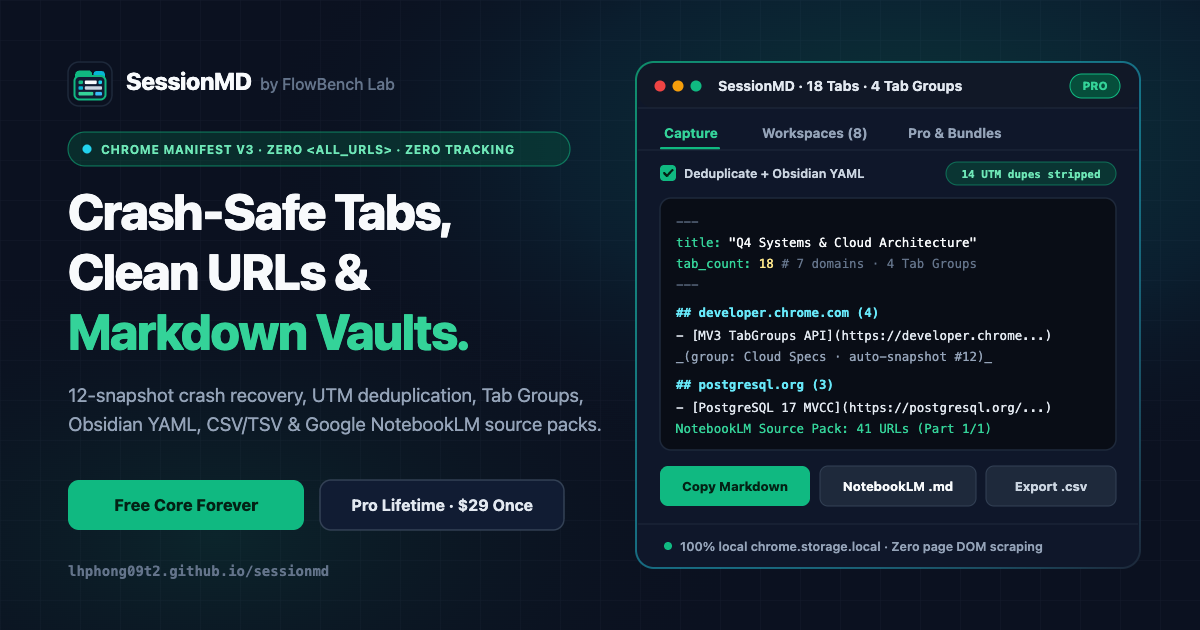 SessionMD by FlowBench Lab
CHROME MANIFEST V3 · ZERO <ALL_URLS> · ZERO TRACKING
Crash-Safe Tabs,
Clean URLs &
Markdown Vaults.
12-snapshot crash recovery, UTM deduplication, Tab Groups,
Obsidian YAML, CSV/TSV & Google NotebookLM source packs.
Free Core Forever
Pro Lifetime · $29 Once
lhphong09t2.github.io/sessionmd
SessionMD · 18 Tabs · 4 Tab Groups
PRO
Capture
Workspaces (8)
Pro & Bundles
Deduplicate + Obsidian YAML
14 UTM dupes stripped
---
title: "Q4 Systems & Cloud Architecture"
tab_count: 18 # 7 domains · 4 Tab Groups
---
## developer.chrome.com (4)
- [MV3 TabGroups API](https://developer.chrome...)
_(group: Cloud Specs · auto-snapshot #12)_
## postgresql.org (3)
- [PostgreSQL 17 MVCC](https://postgresql.org/...)
NotebookLM Source Pack: 41 URLs (Part 1/1)
Copy Markdown
NotebookLM .md
Export .csv
100% local chrome.storage.local · Zero page DOM scraping